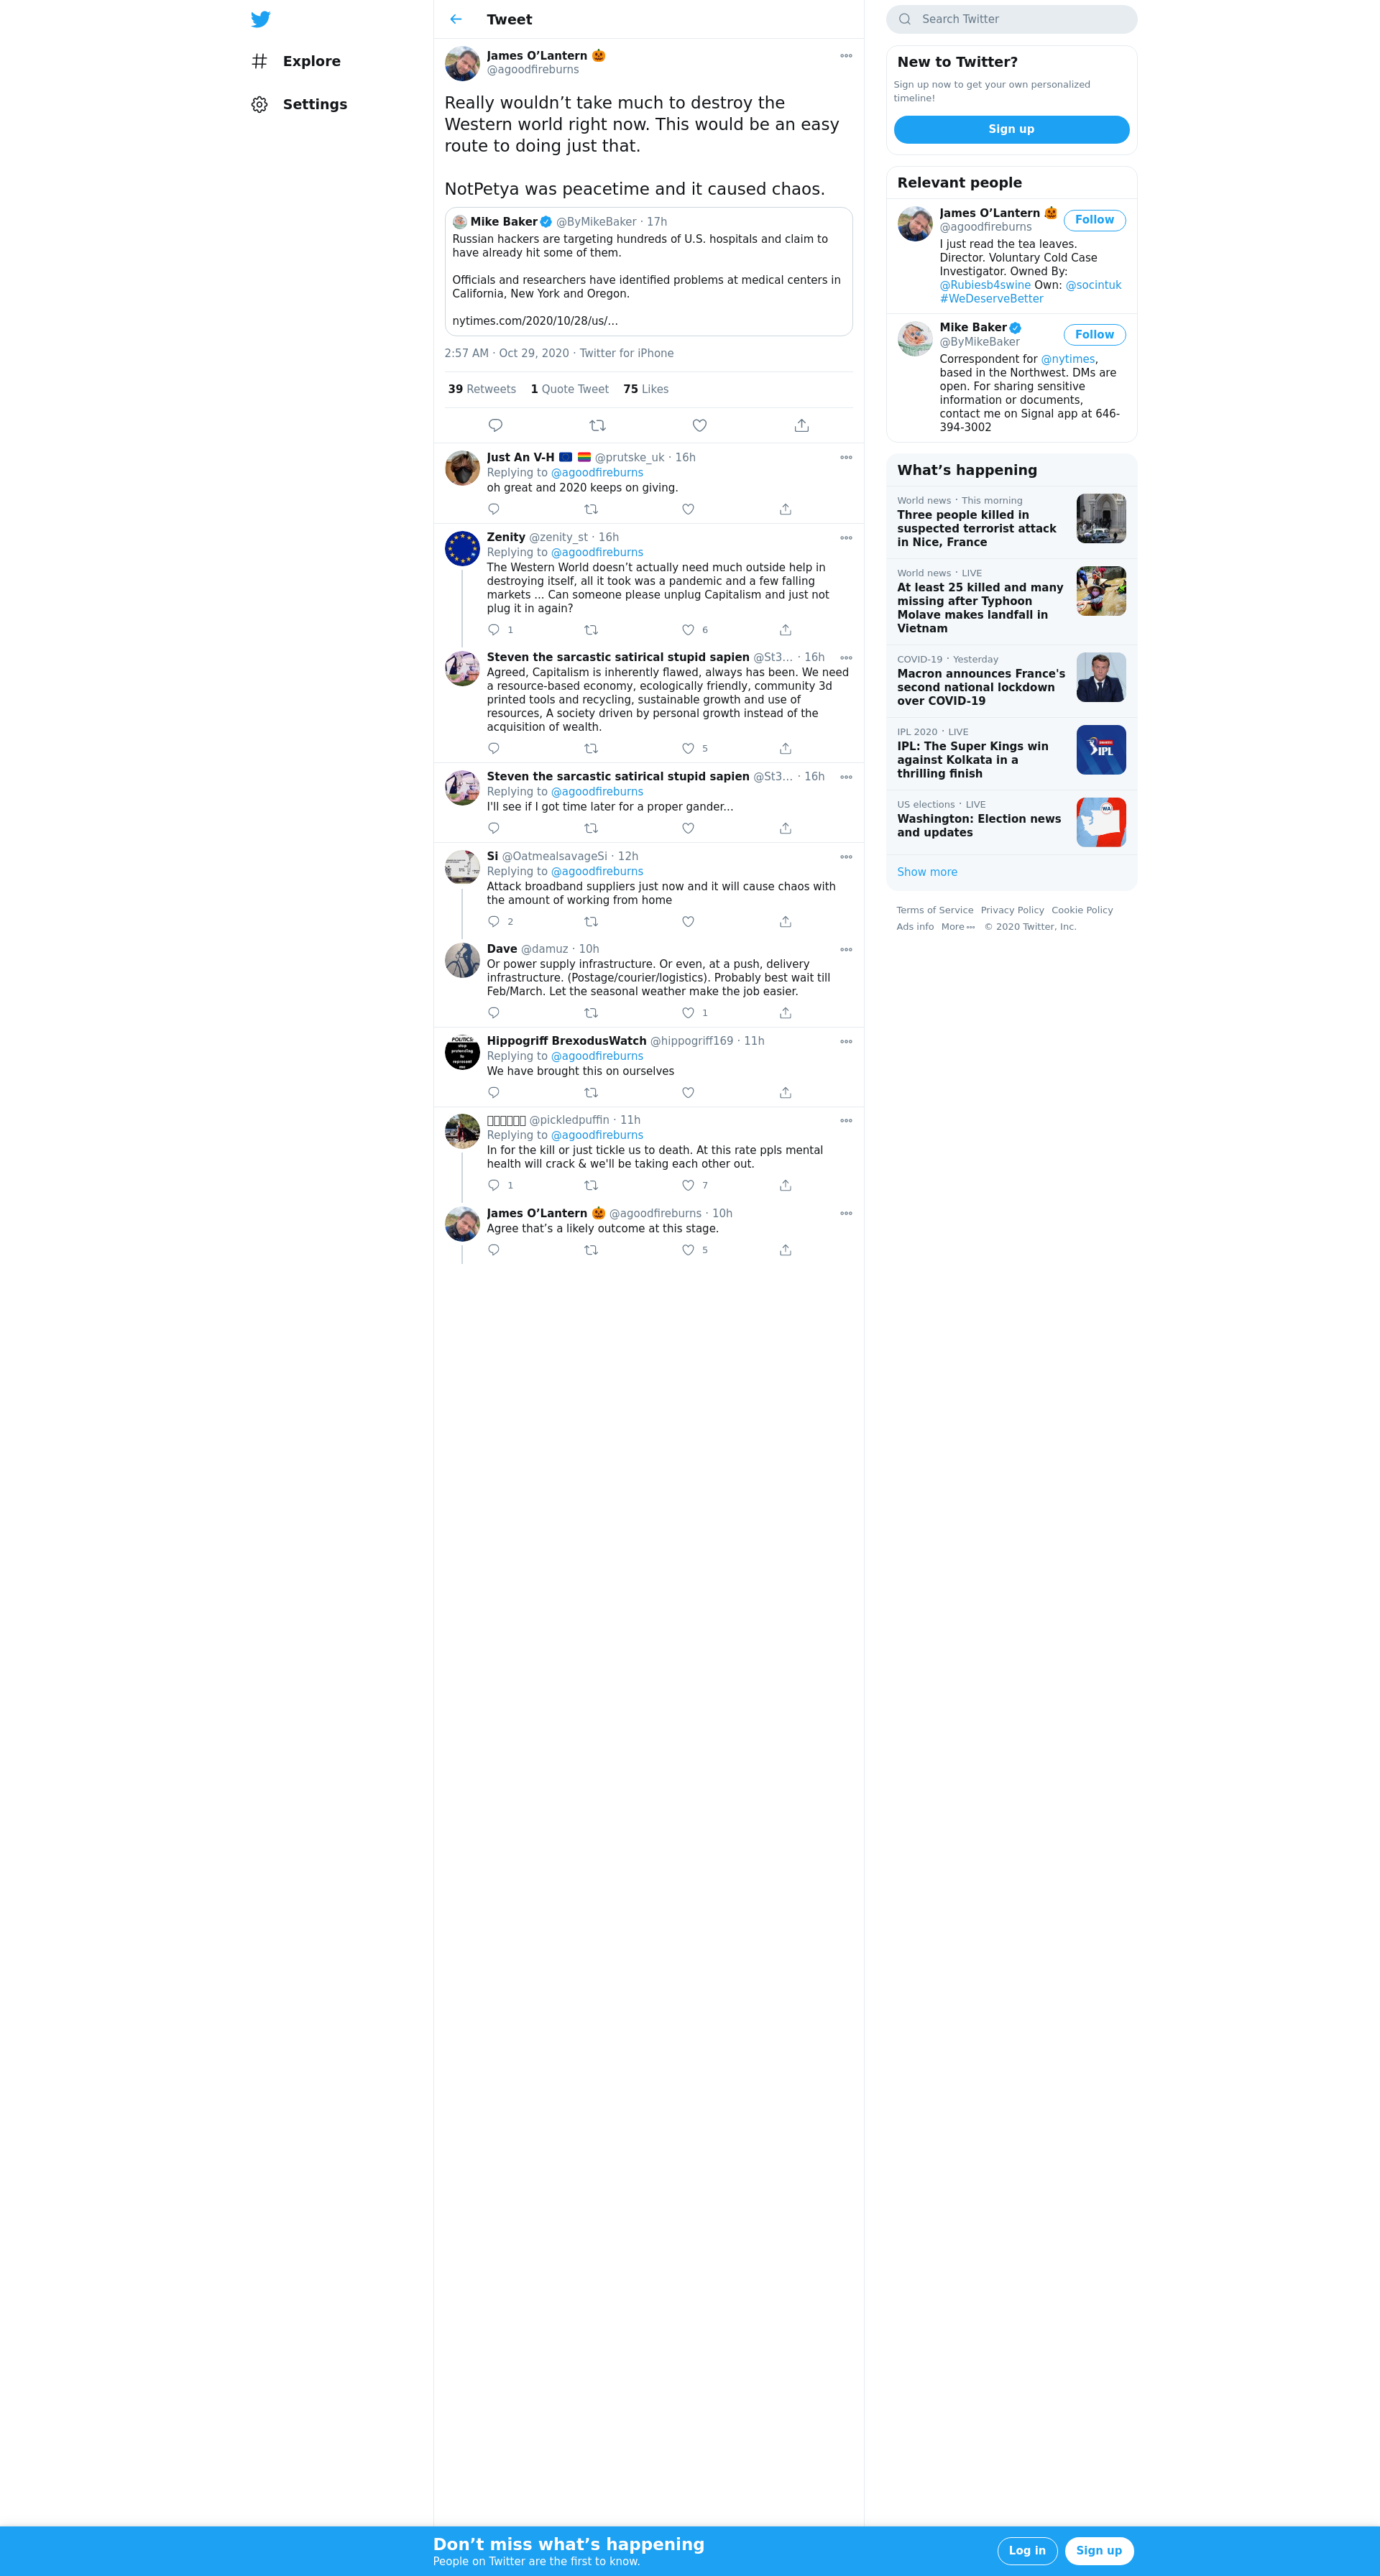 Explore
Settings
Tweet
James O’Lantern 🎃
@agoodfireburns
Really wouldn’t take much to destroy the
Western world right now. This would be an easy
route to doing just that.
NotPetya was peacetime and it caused chaos.
Mike Baker @ByMikeBaker · 17h
Russian hackers are targeting hundreds of U.S. hospitals and claim to
have already hit some of them.
Officials and researchers have identified problems at medical centers in
California, New York and Oregon.
nytimes.com/2020/10/28/us/…
2:57 AM · Oct 29, 2020 · Twitter for iPhone
39 Retweets 1 Quote Tweet 75 Likes
Just An V-H 🇪🇺 🏳️‍🌈 @prutske_uk · 16h
Replying to @agoodfireburns
oh great and 2020 keeps on giving.
Zenity @zenity_st · 16h
Replying to @agoodfireburns
The Western World doesn’t actually need much outside help in
destroying itself, all it took was a pandemic and a few falling
markets ... Can someone please unplug Capitalism and just not
plug it in again?
1 6
Steven the sarcastic satirical stupid sapien @St3… · 16h
Agreed, Capitalism is inherently flawed, always has been. We need
a resource-based economy, ecologically friendly, community 3d
printed tools and recycling, sustainable growth and use of
resources, A society driven by personal growth instead of the
acquisition of wealth.
5
Steven the sarcastic satirical stupid sapien @St3… · 16h
Replying to @agoodfireburns
I'll see if I got time later for a proper gander...
Si @OatmealsavageSi · 12h
Replying to @agoodfireburns
Attack broadband suppliers just now and it will cause chaos with
the amount of working from home
2
Dave @damuz · 10h
Or power supply infrastructure. Or even, at a push, delivery
infrastructure. (Postage/courier/logistics). Probably best wait till
Feb/March. Let the seasonal weather make the job easier.
1
Hippogriff BrexodusWatch @hippogriff169 · 11h
Replying to @agoodfireburns
We have brought this on ourselves
@pickledpuffin · 11h
Replying to @agoodfireburns
In for the kill or just tickle us to death. At this rate ppls mental
health will crack & we'll be taking each other out.
1 7
James O’Lantern 🎃 @agoodfireburns · 10h
Agree that’s a likely outcome at this stage.
5
Search Twitter
New to Twitter?
Sign up now to get your own personalized
timeline!
Sign up
Relevant people
James O’Lantern 🎃
@agoodfireburns
Follow
I just read the tea leaves.
Director. Voluntary Cold Case
Investigator. Owned By:
@Rubiesb4swine Own: @socintuk
#WeDeserveBetter
Mike Baker
@ByMikeBaker
Follow
Correspondent for @nytimes,
based in the Northwest. DMs are
open. For sharing sensitive
information or documents,
contact me on Signal app at 646-
394-3002
What’s happening
World news · This morning
Three people killed in
suspected terrorist attack
in Nice, France
World news · LIVE
At least 25 killed and many
missing after Typhoon
Molave makes landfall in
Vietnam
COVID-19 · Yesterday
Macron announces France's
second national lockdown
over COVID-19
IPL 2020 · LIVE
IPL: The Super Kings win
against Kolkata in a
thrilling finish
IPL
US elections · LIVE
Washington: Election news
and updates
WA
Show more
Terms of Service Privacy Policy Cookie Policy
Ads info More © 2020 Twitter, Inc.
Don’t miss what’s happening
People on Twitter are the first to know.
Log in
Sign up